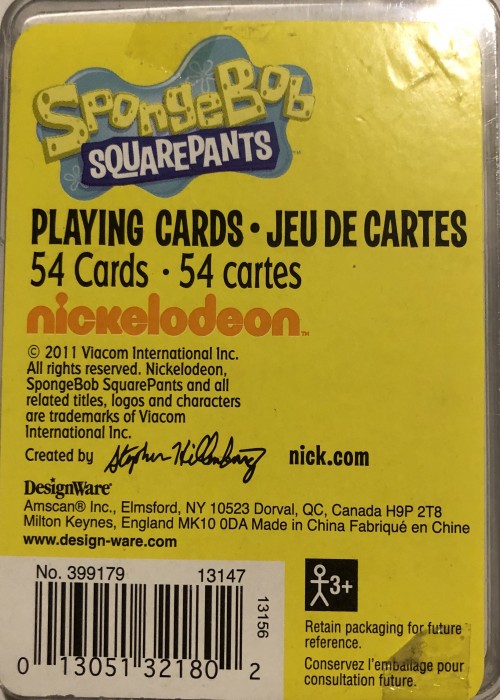 SpongeBob
SQUAREPANTS
PLAYING CARDS • JEU DE CARTES
54 Cards · 54 cartes
nickelodeon™
© 2011 Viacom International Inc.
All rights reserved. Nickelodeon,
SpongeBob SquarePants and all
related titles, logos and characters
are trademarks of Viacom
International Inc.
Created by Stephen Hillenburg nick.com
DesignWare®
Amscan® Inc., Elmsford, NY 10523 Dorval, QC, Canada H9P 2T8
Milton Keynes, England MK10 0DA Made in China Fabriqué en Chine
www.design-ware.com
No. 399179 13147
13156
0 13051 32180 2
3+
Retain packaging for future
reference.
Conservez l'emballage pour
consultation future.